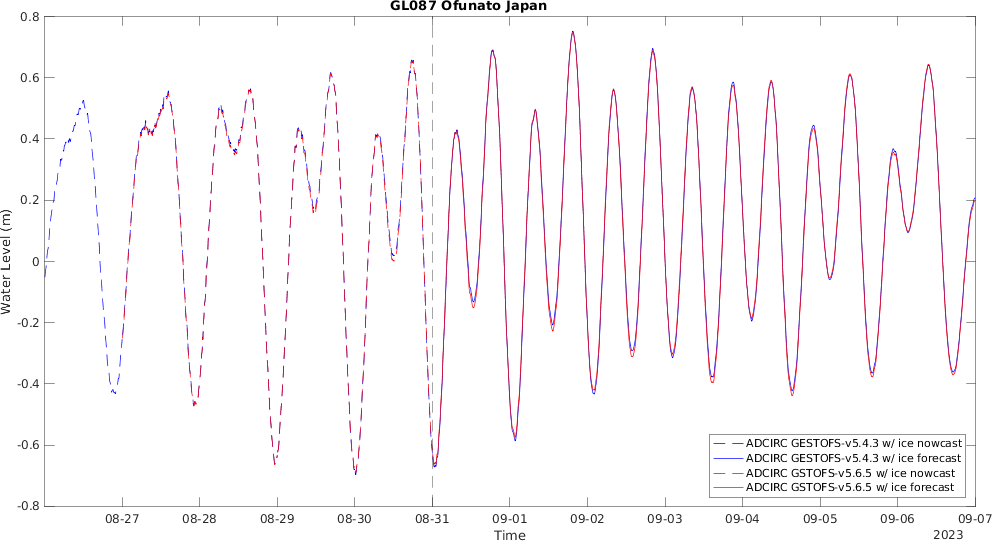 GL087 Ofunato Japan
0.8
0.6
0.4
0.2
0
-0.2
-0.4
-0.6
-0.8
Water Level (m)
ADCIRC GESTOFS-v5.4.3 w/ ice nowcast
ADCIRC GESTOFS-v5.4.3 w/ ice forecast
ADCIRC GSTOFS-v5.6.5 w/ ice nowcast
ADCIRC GSTOFS-v5.6.5 w/ ice forecast
08-27 08-28 08-29 08-30 08-31 09-01 09-02 09-03 09-04 09-05 09-06 09-07
Time
2023